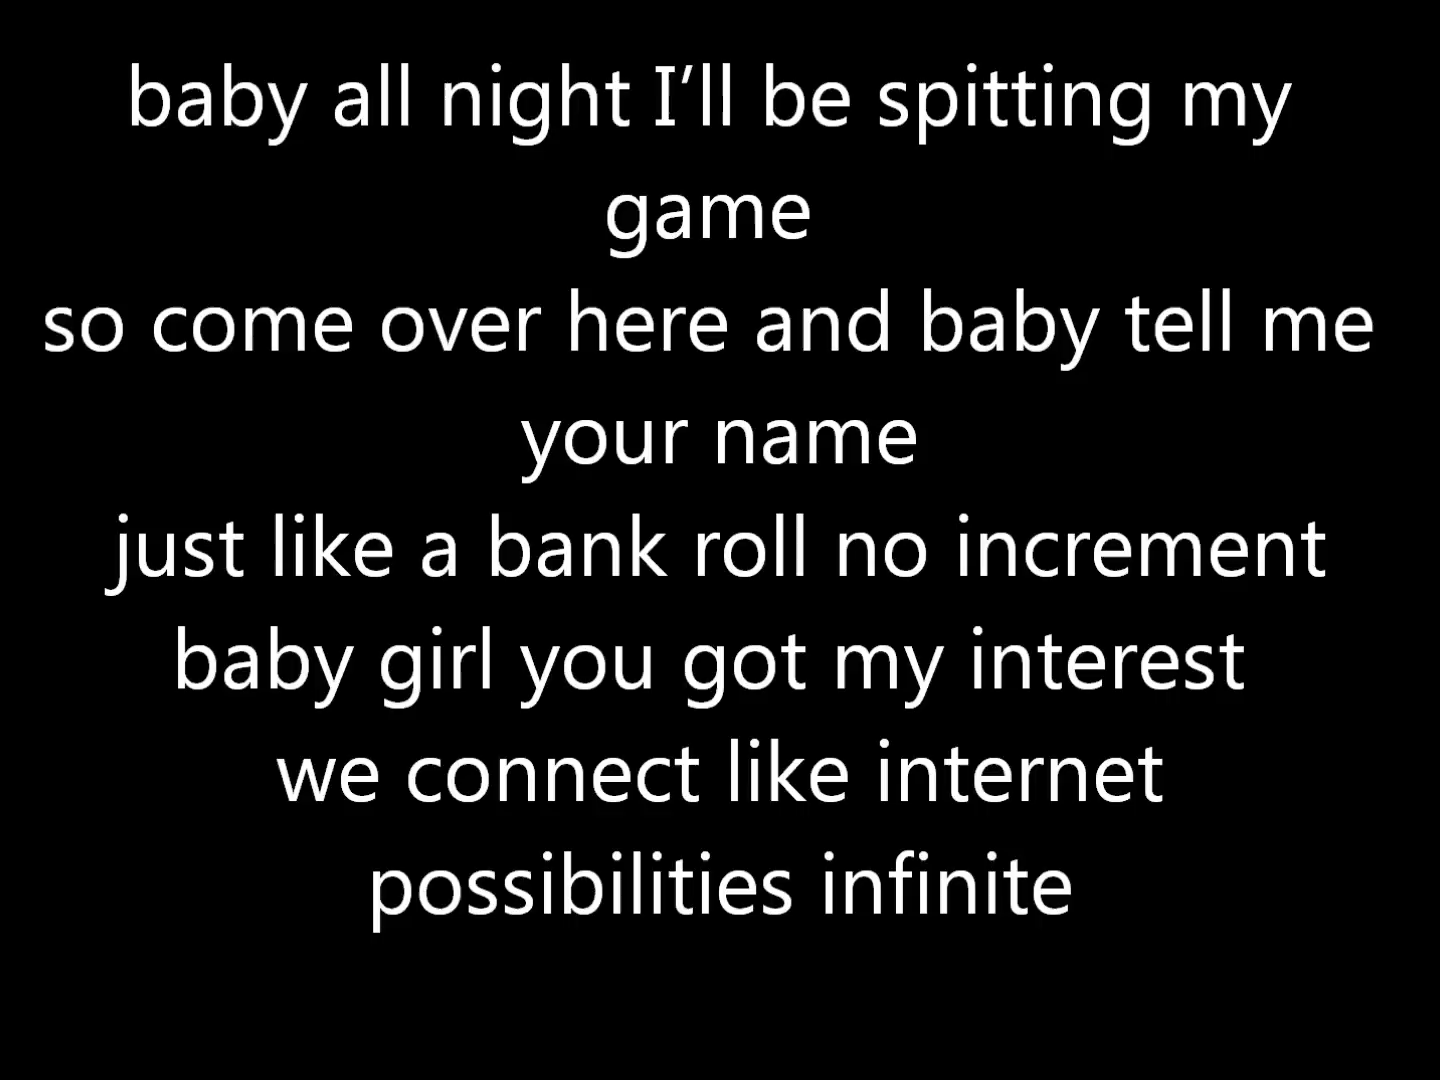 baby all night I’ll be spitting my
game
so come over here and baby tell me
your name
just like a bank roll no increment
baby girl you got my interest
we connect like internet
possibilities infinite